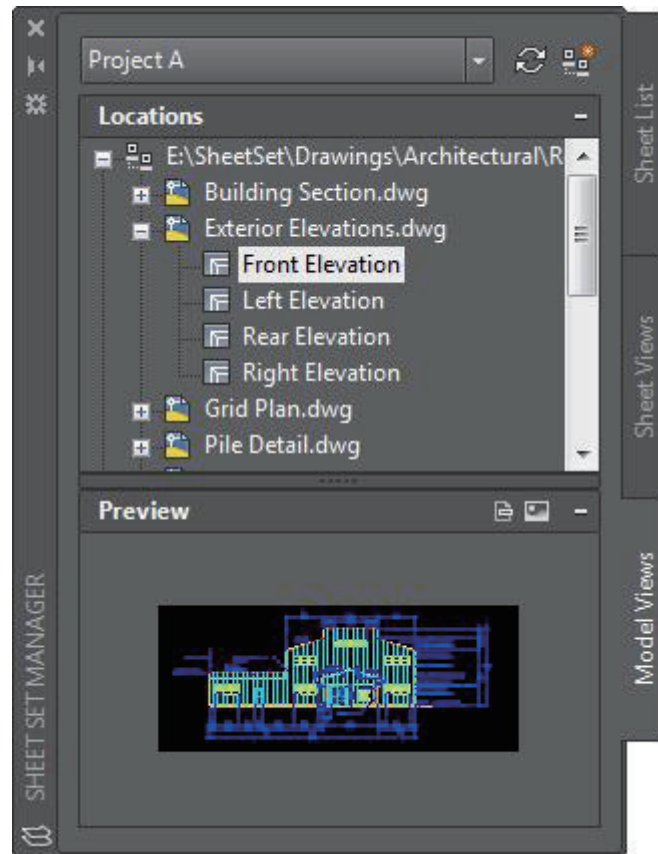 Project A
Locations
E:\SheetSet\Drawings\Architectural\R
Building Section.dwg
Exterior Elevations.dwg
Front Elevation
Left Elevation
Rear Elevation
Right Elevation
Grid Plan.dwg
Pile Detail.dwg
Preview
SHEET SET MANAGER
Sheet List
Sheet Views
Model Views